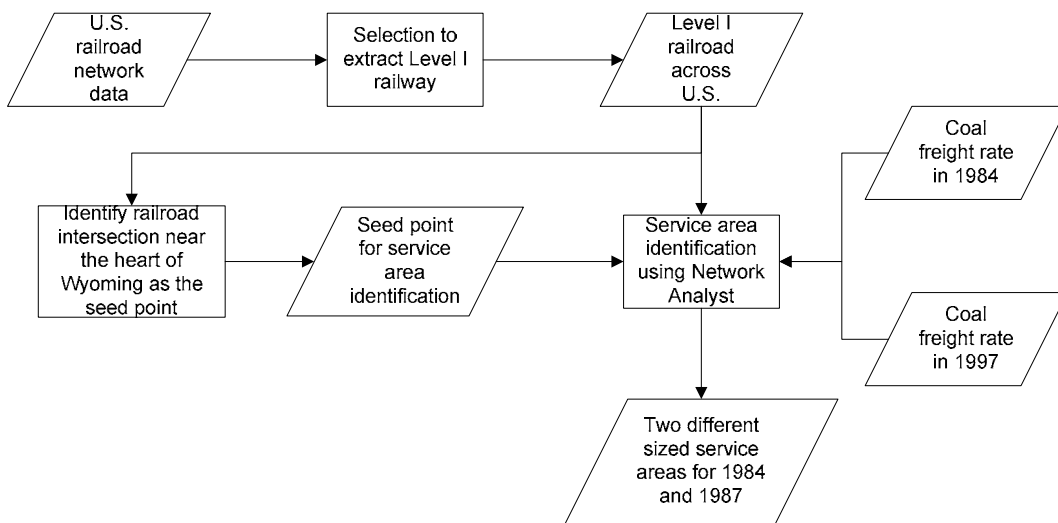 U.S.
railroad
network
data
Selection to
extract Level I
railway
Level I
railroad
across
U.S.
Coal
freight rate
in 1984
Identify railroad
intersection near
the heart of
Wyoming as the
seed point
Seed point
for service
area
identification
Service area
identification
using Network
Analyst
Coal
freight rate
in 1997
Two different
sized service
areas for 1984
and 1987